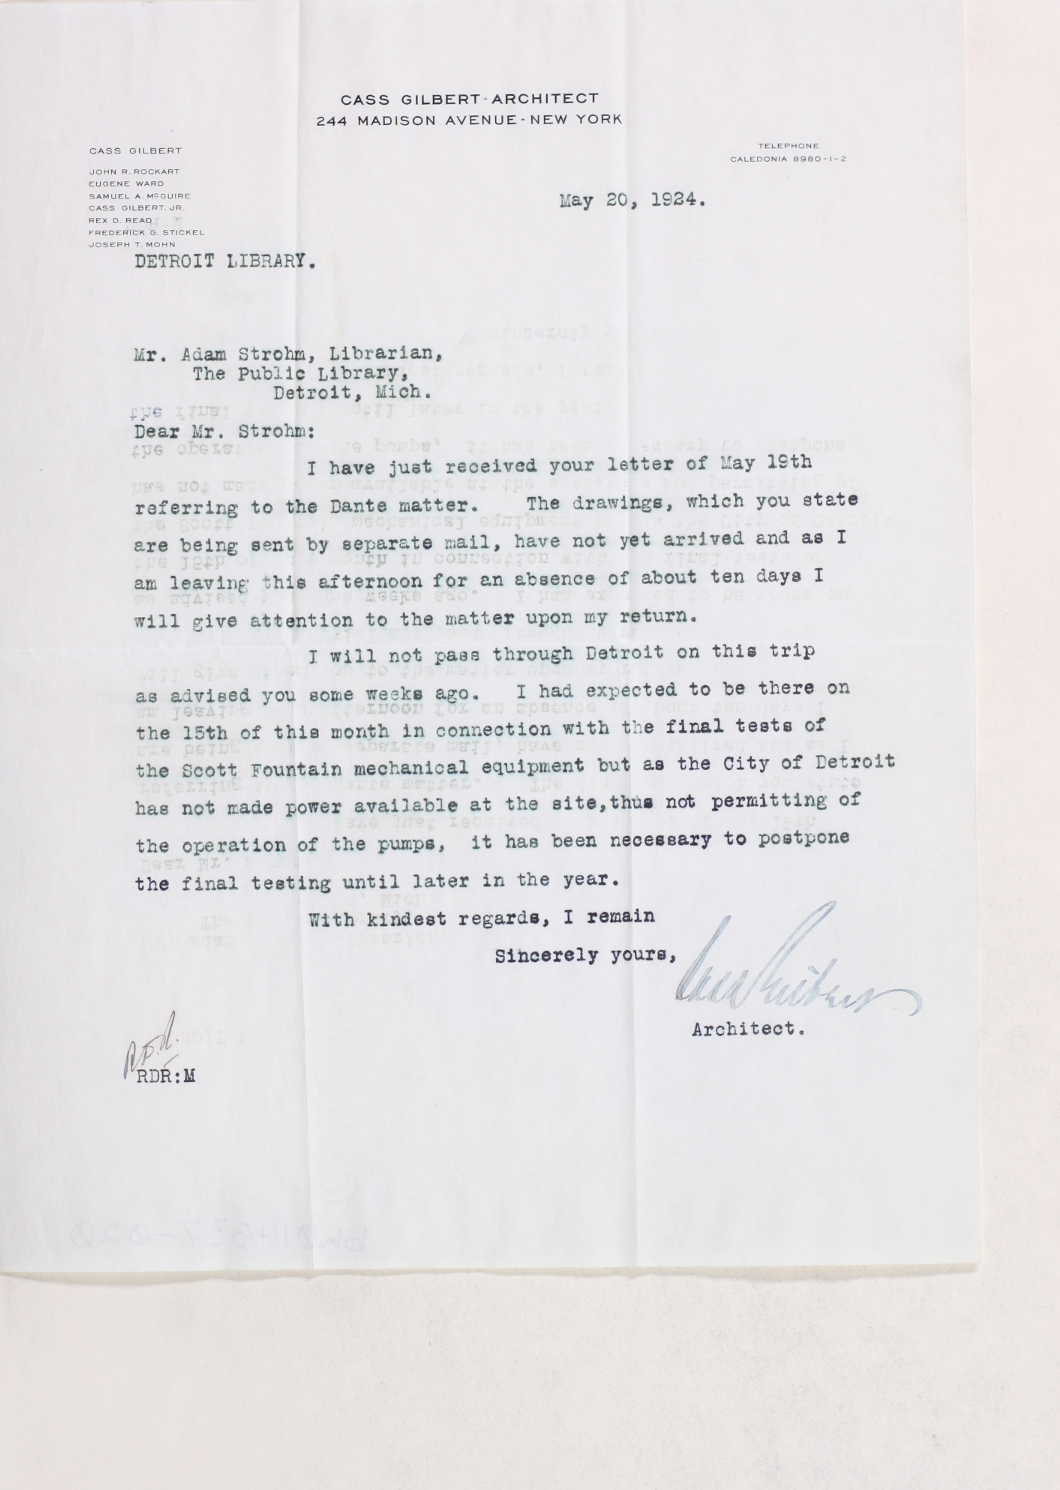 CASS GILBERT-ARCHITECT
244 MADISON AVENUE-NEW YORK
CASS GILBERT
JOHN R. ROCKART
EUGENE WARD
SAMUEL A. McGUIRE
CASS GILBERT, JR.
REX D. READ
FREDERICK G. STICKEL
JOSEPH T. MOHN
TELEPHONE
CALEDONIA 8980-1-2
May 20, 1924.
DETROIT LIBRARY.
Mr. Adam Strohm, Librarian,
The Public Library,
Detroit, Mich.
Dear Mr. Strohm:
I have just received your letter of May 19th
referring to the Dante matter. The drawings, which you state
are being sent by separate mail, have not yet arrived and as I
am leaving this afternoon for an absence of about ten days I
will give attention to the matter upon my return.
I will not pass through Detroit on this trip
as advised you some weeks ago. I had expected to be there on
the 15th of this month in connection with the final tests of
the Scott Fountain mechanical equipment but as the City of Detroit
has not made power available at the site,thus not permitting of
the operation of the pumps, it has been necessary to postpone
the final testing until later in the year.
With kindest regards, I remain
Sincerely yours,
Cass Gilbert
Architect.
R.D.R.
RDR:M